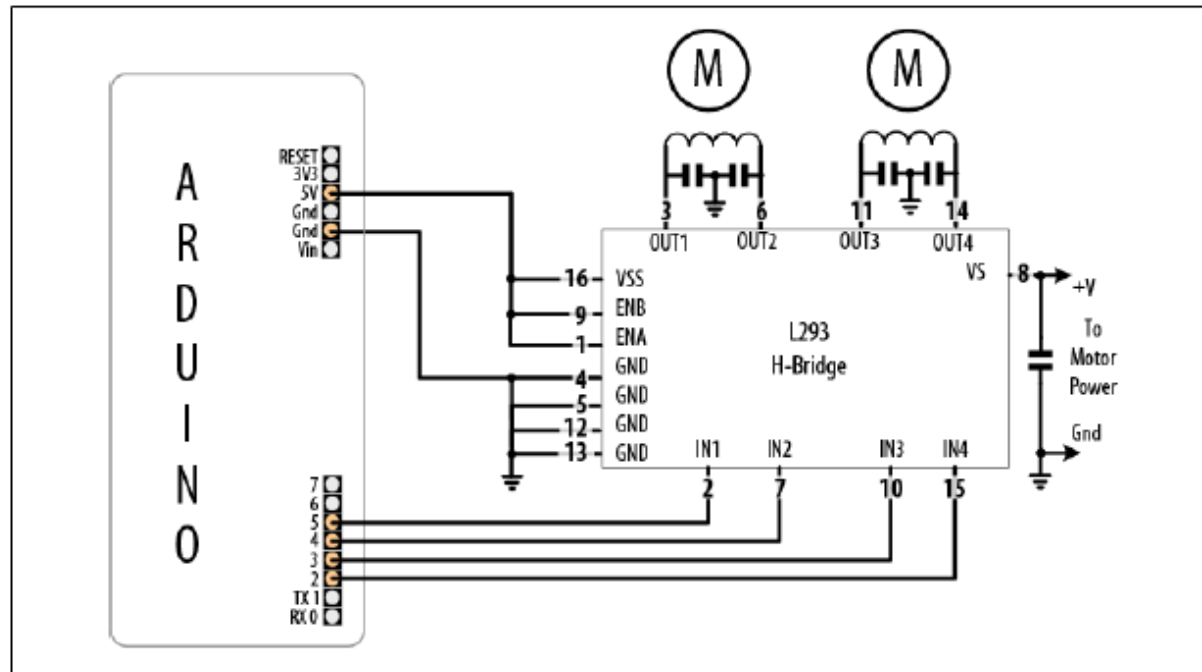 ARDUINO
RESET
3V3
5V
Gnd
Gnd
Vin
7
6
5
4
3
2
TX 1
RX 0
M
M
3
6
11
14
OUT1
OUT2
OUT3
OUT4
16 VSS
9 ENB
1 ENA
4 GND
5 GND
12 GND
13 GND
L293
H-Bridge
VS 8
+V
To
Motor
Power
Gnd
IN1
IN2
IN3
IN4
2
7
10
15